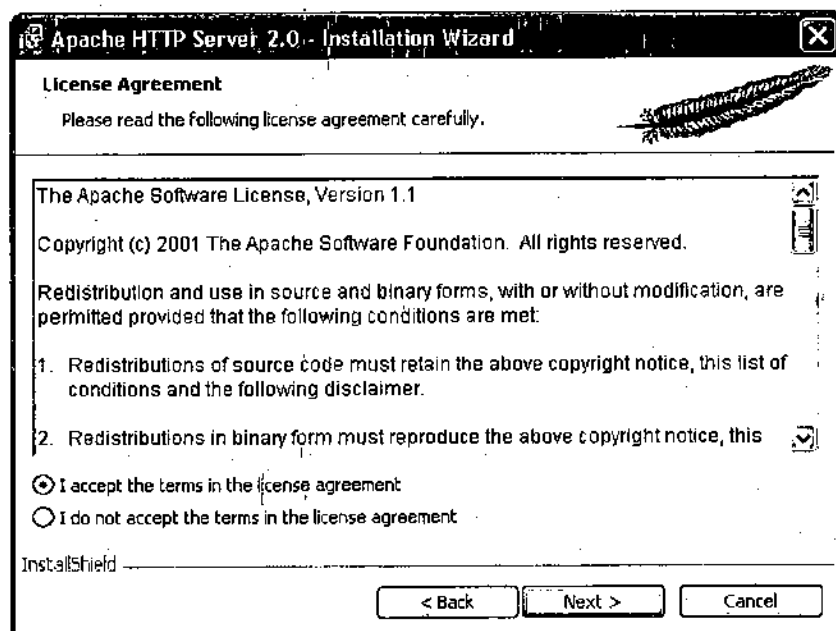 Apache HTTP Server 2.0 - Installation Wizard
License Agreement
Please read the following license agreement carefully.
The Apache Software License, Version 1.1
Copyright (c) 2001 The Apache Software Foundation. All rights reserved.
Redistribution and use in source and binary forms, with or without modification, are
permitted provided that the following conditions are met:
1. Redistributions of source code must retain the above copyright notice, this list of
conditions and the following disclaimer.
2. Redistributions in binary form must reproduce the above copyright notice, this
I accept the terms in the license agreement
I do not accept the terms in the license agreement
InstallShield
< Back Next > Cancel